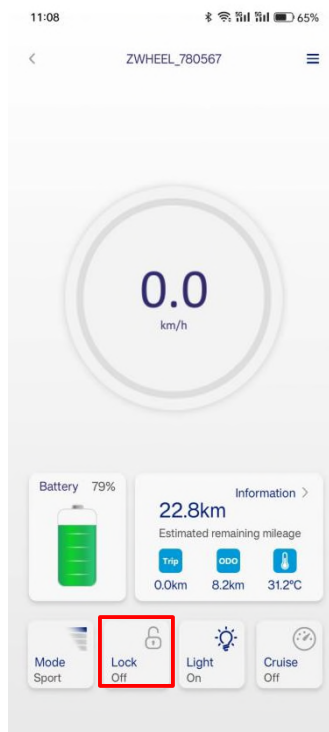 11:08 65%
ZWHEEL_780567
0.0
km/h
Battery 79%
Information >
22.8km
Estimated remaining mileage
Trip ODO
0.0km 8.2km 31.2°C
Mode Lock Light Cruise
Sport Off On Off